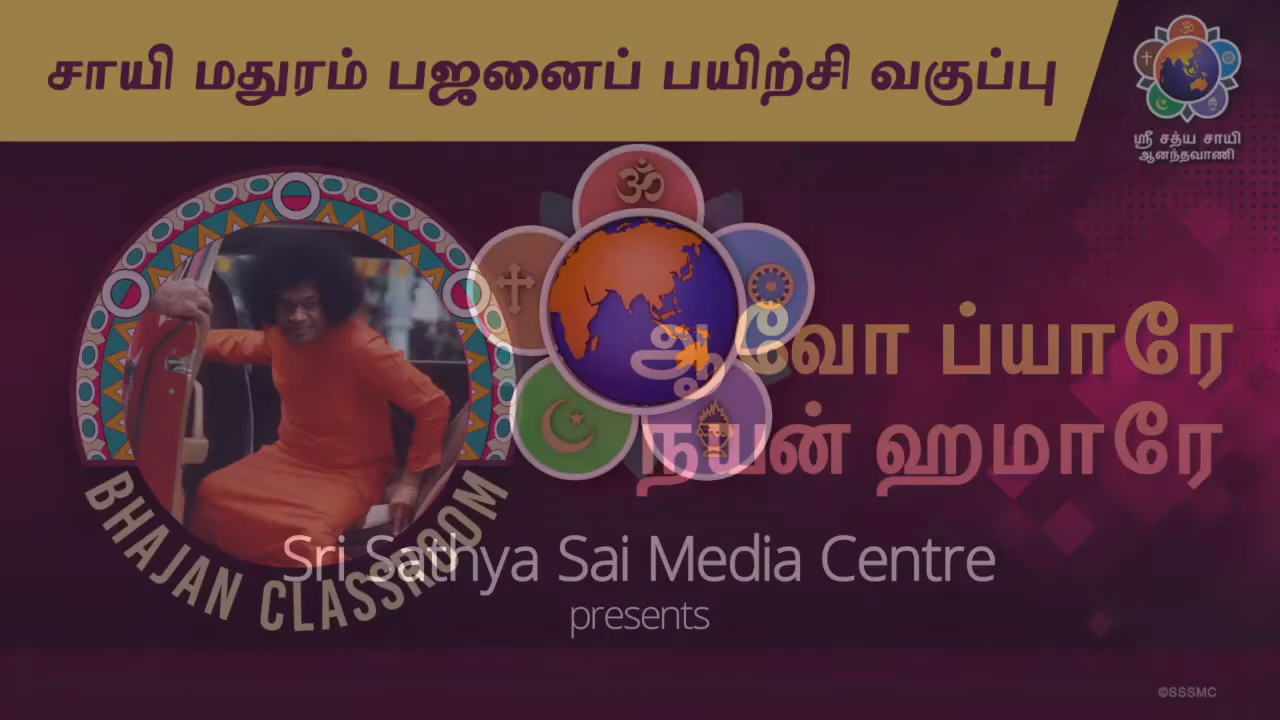 சாயி மதுரம் பஜனைப் பயிற்சி வகுப்பு
ஸ்ரீ சத்ய சாயி
ஆனந்தவாணி
ஆவோ ப்யாரே
நயன் ஹமாரே
BHAJAN CLASSROOM
Sri Sathya Sai Media Centre
presents
©SSSMC